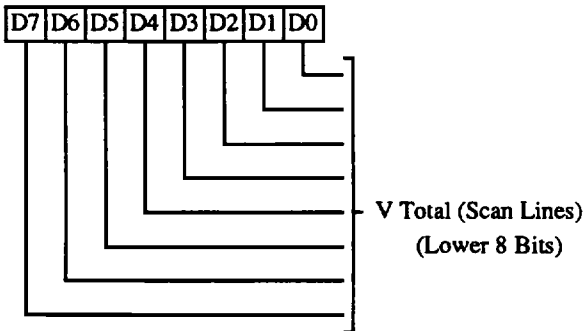 D7 D6 D5 D4 D3 D2 D1 D0
V Total (Scan Lines)
(Lower 8 Bits)